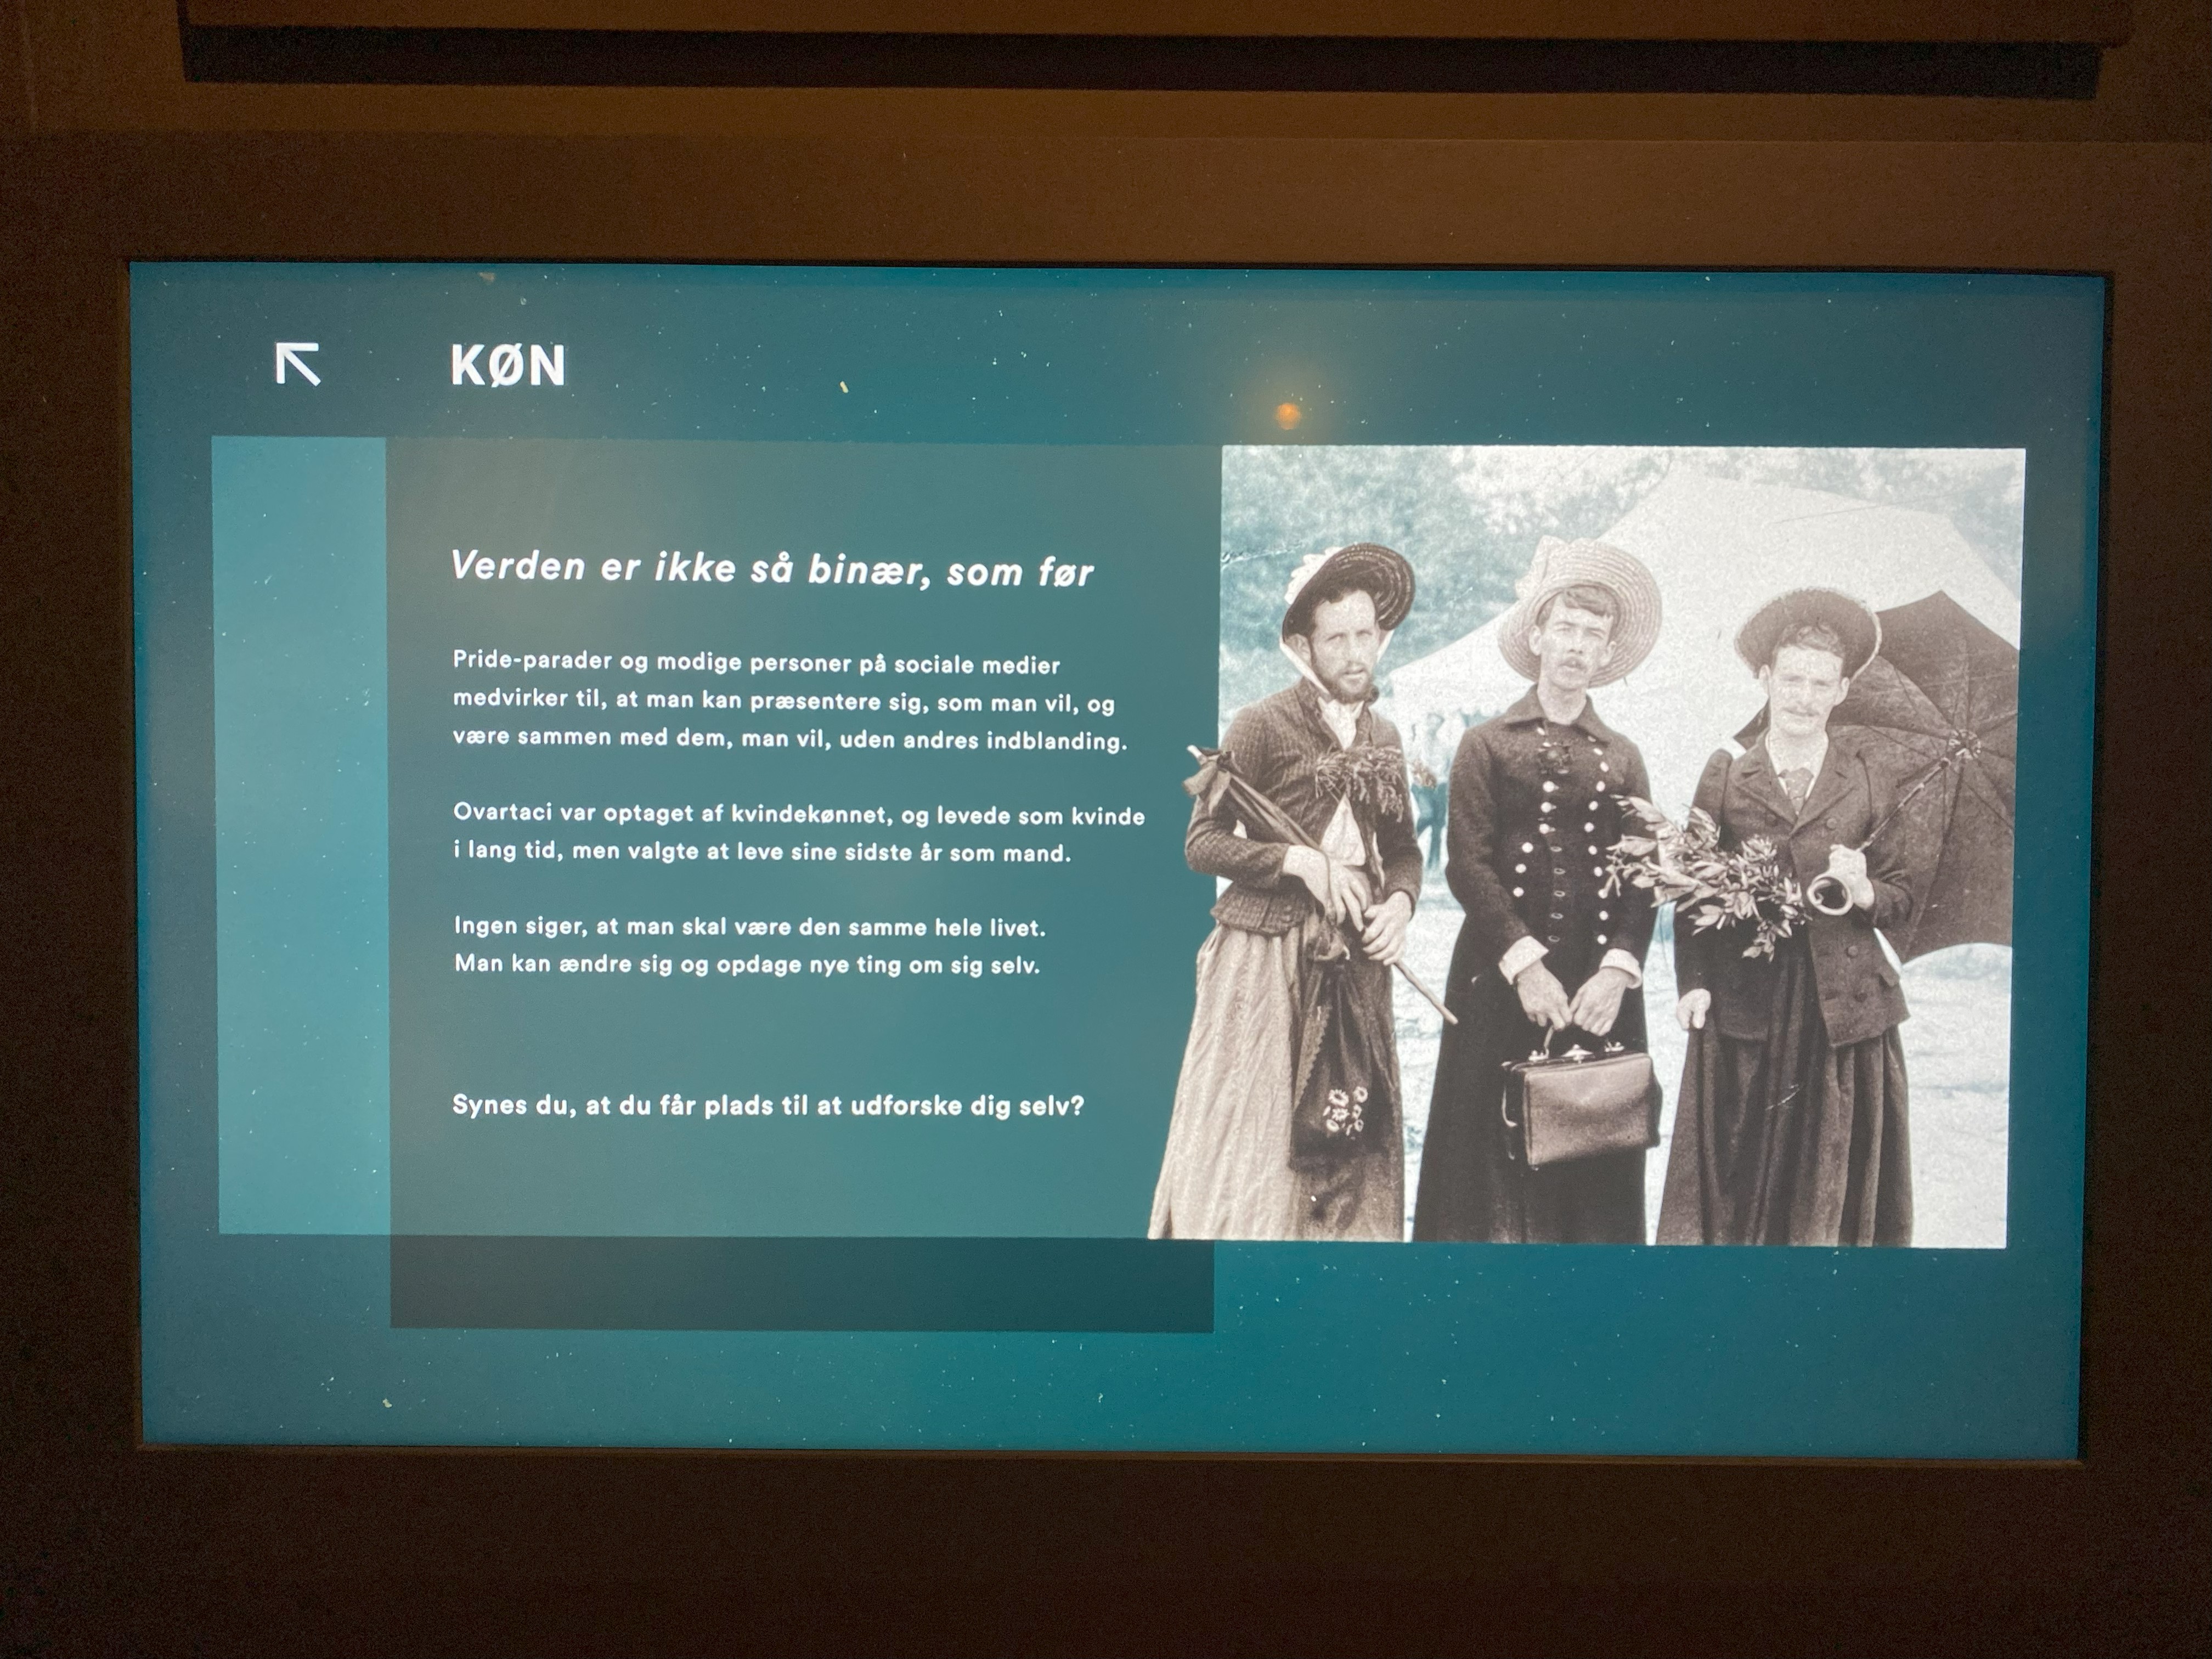 KØN
Verden er ikke så binær, som før
Pride-parader og modige personer på sociale medier
medvirker til, at man kan præsentere sig, som man vil, og
være sammen med dem, man vil, uden andres indblanding.
Ovartaci var optaget af kvindekønnet, og levede som kvinde
i lang tid, men valgte at leve sine sidste år som mand.
Ingen siger, at man skal være den samme hele livet.
Man kan ændre sig og opdage nye ting om sig selv.
Synes du, at du får plads til at udforske dig selv?